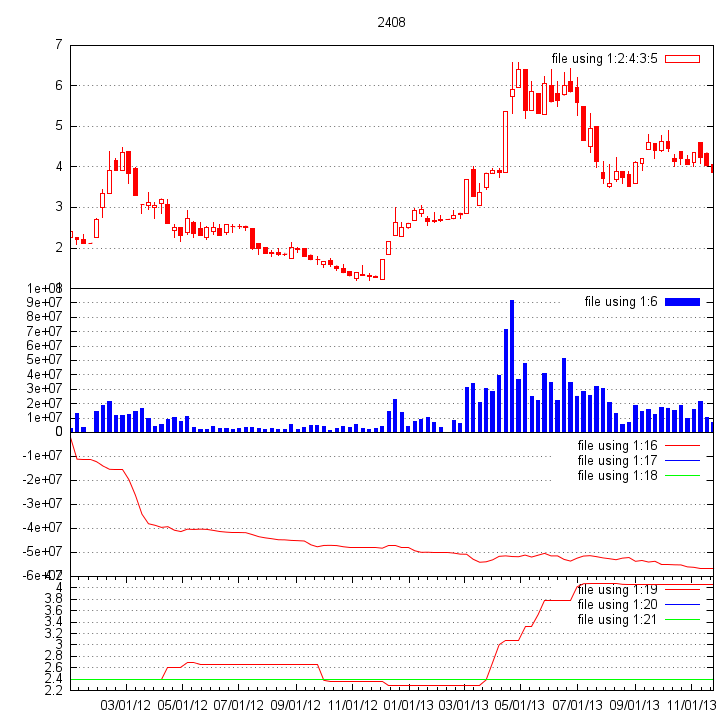 2408
7
file using 1:2:4:3:5
6
5
4
3
2
1e+08
file using 1:6
9e+07
8e+07
7e+07
6e+07
5e+07
4e+07
3e+07
2e+07
1e+07
0
file using 1:16
-1e+07
file using 1:17
file using 1:18
-2e+07
-3e+07
-4e+07
-5e+07
-6e+07
4
file using 1:19
3.8
file using 1:20
3.6
file using 1:21
3.4
3.2
3
2.8
2.6
2.4
2.2
03/01/12 05/01/12 07/01/12 09/01/12 11/01/12 01/01/13 03/01/13 05/01/13 07/01/13 09/01/13 11/01/13